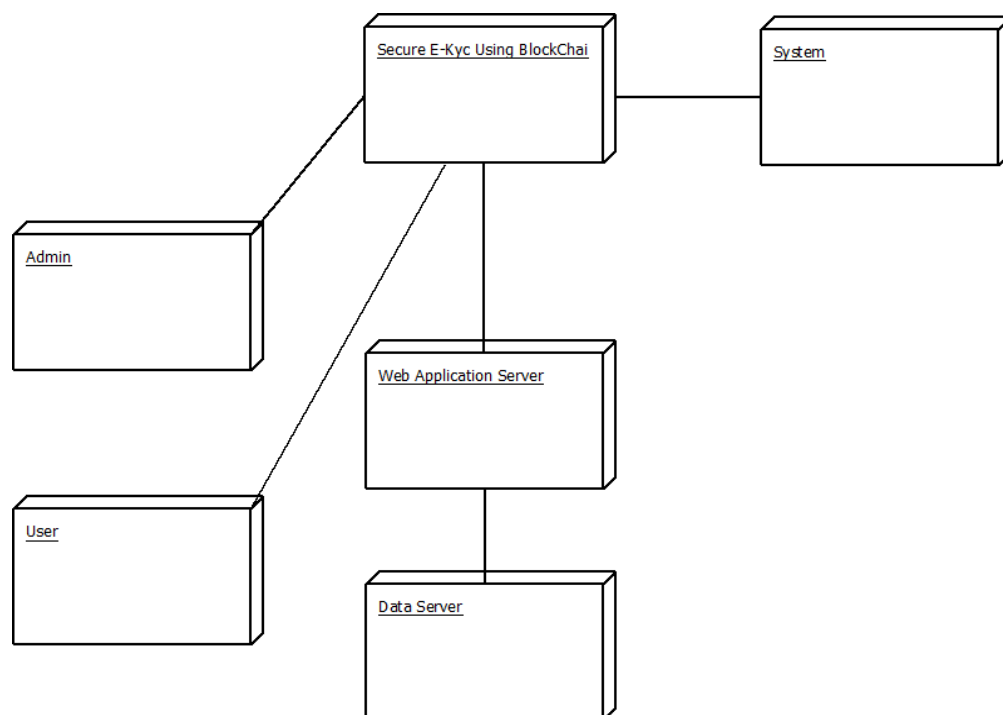 Secure E-Kyc Using BlockChai
System
Admin
Web Application Server
User
Data Server